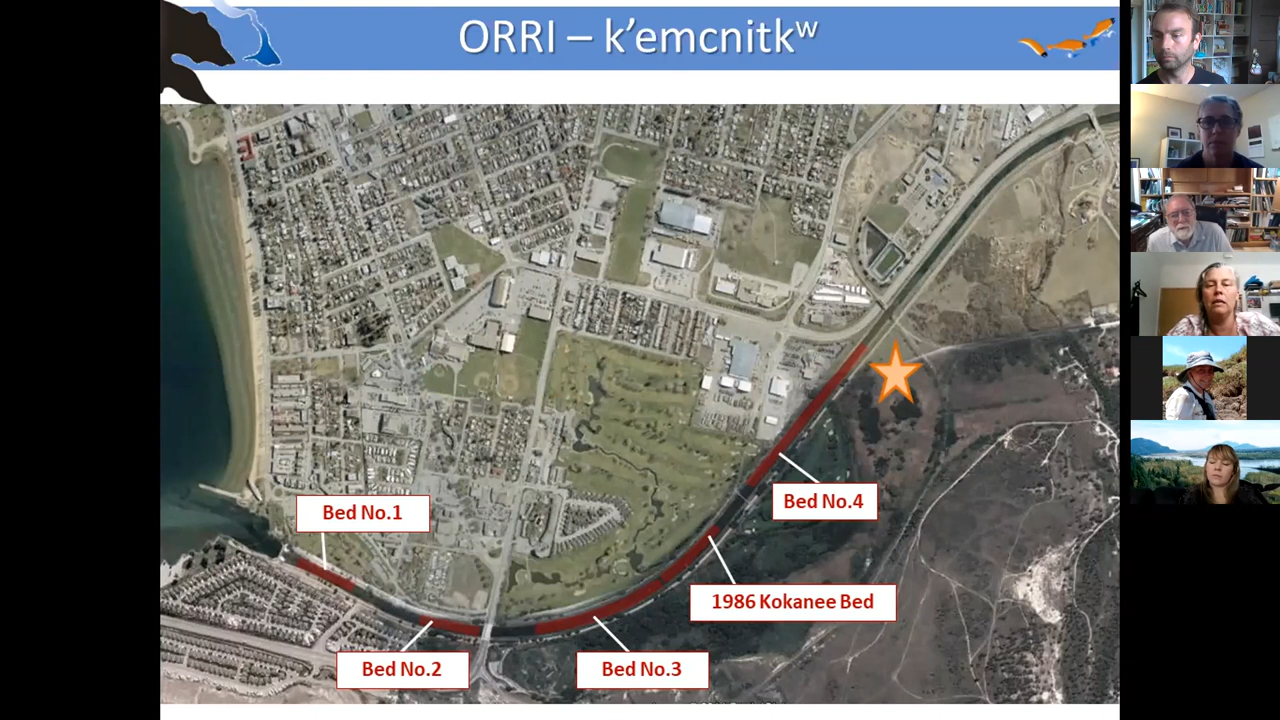 ORRI – k’emcnitkʷ
Bed No.1
Bed No.4
1986 Kokanee Bed
Bed No.2
Bed No.3